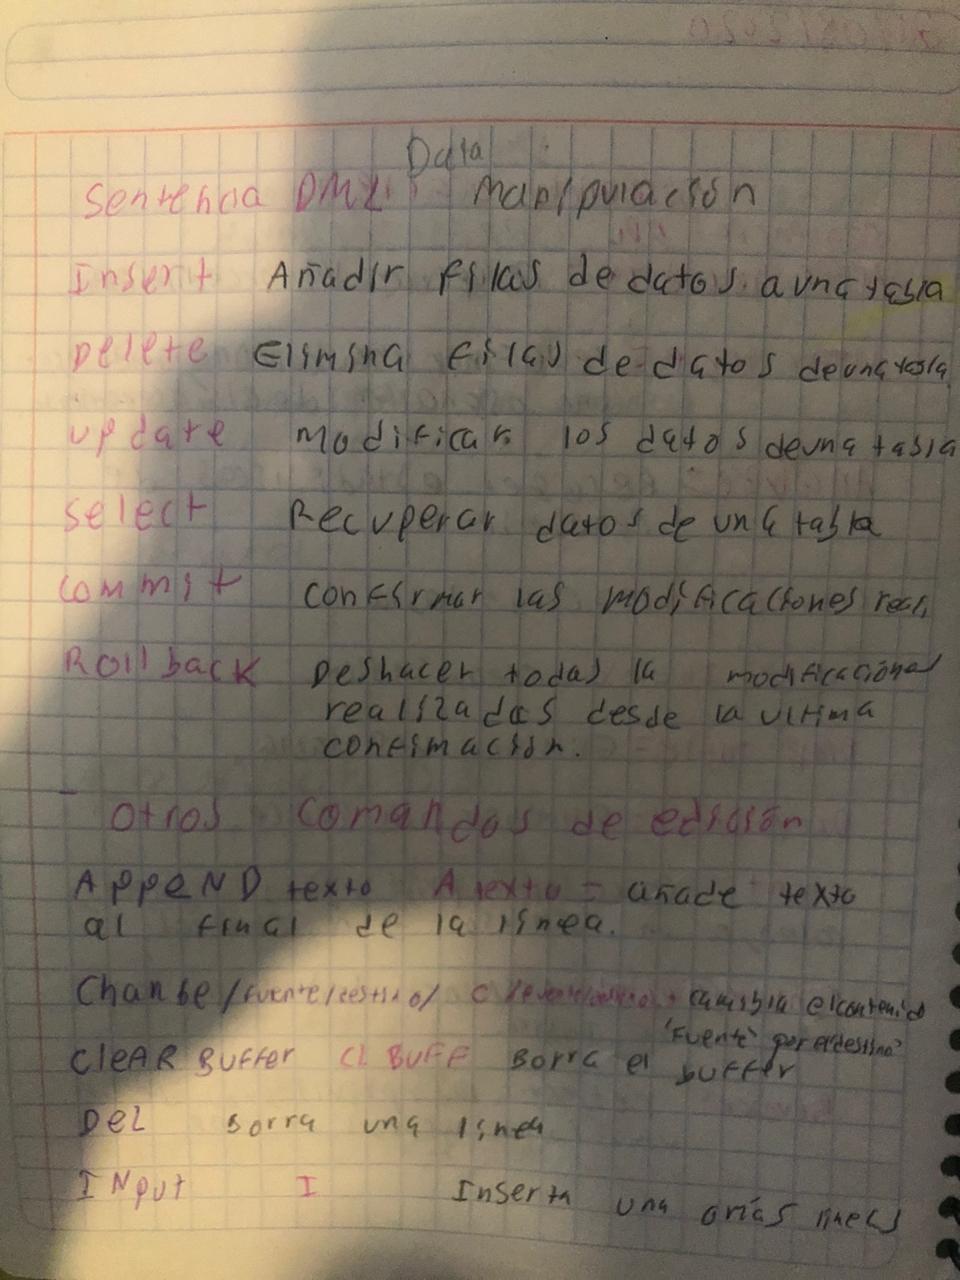 Data
Sentencia DML: Manipulación
Insert Añadir filas de datos a una tabla
Delete Elimina filas de datos de una tabla
Update Modificar los datos de una tabla
Select Recuperar datos de una tabla
Commit Confirmar las modificaciones real.
Rollback Deshacer todas la modificaciónes
realizadas desde la ultima
confimación.
Otros comandos de edición
APPEND texto A texto = añade texto
al final de la línea.
Change /fuente/destino/ C /fuente/destino = cambia el contenido
'Fuente' por el 'destino'
CleAR BUFFer CL BUFF Borra el buffer
Del Borra una línea
INput I Inserta una o más lineas